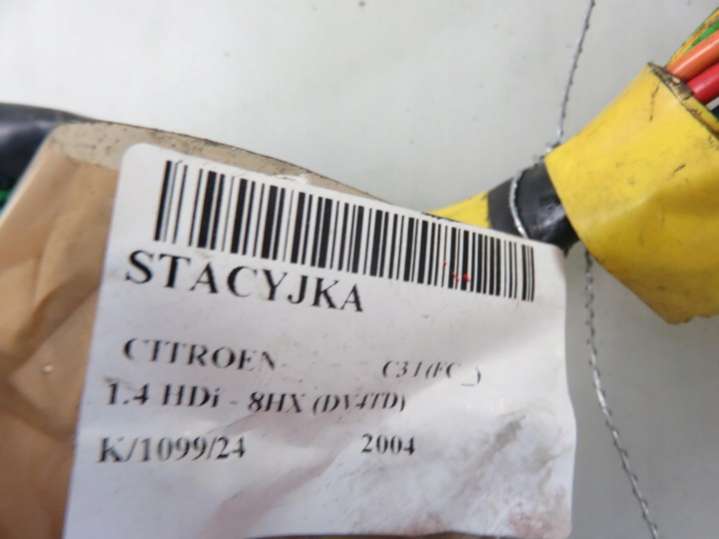 STACYJKA
CITROEN C3 I (FC_)
1.4 HDi - 8HX (DV4TD)
K/1099/24 2004